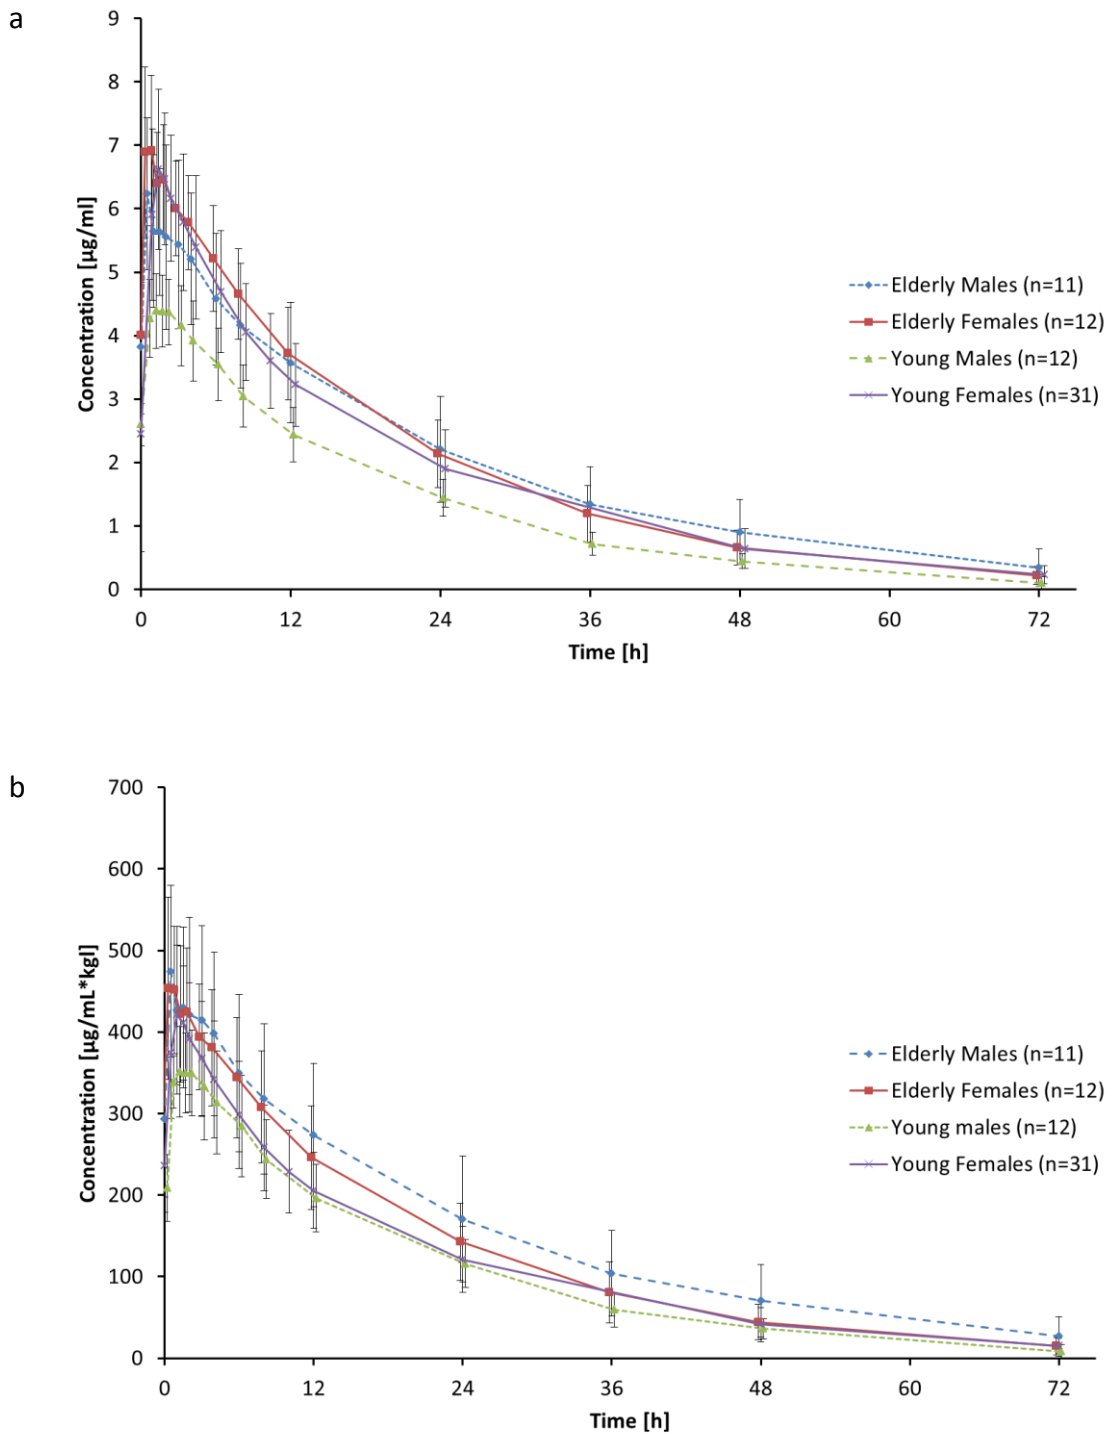 a
9
8
7
6
5
4
3
2
1
0
Concentration [µg/ml]
0 12 24 36 48 60 72
Time [h]
Elderly Males (n=11)
Elderly Females (n=12)
Young Males (n=12)
Young Females (n=31)
b
700
600
500
400
300
200
100
0
Concentration [µg/mL*kgl]
0 12 24 36 48 60 72
Time [h]
Elderly Males (n=11)
Elderly Females (n=12)
Young males (n=12)
Young Females (n=31)